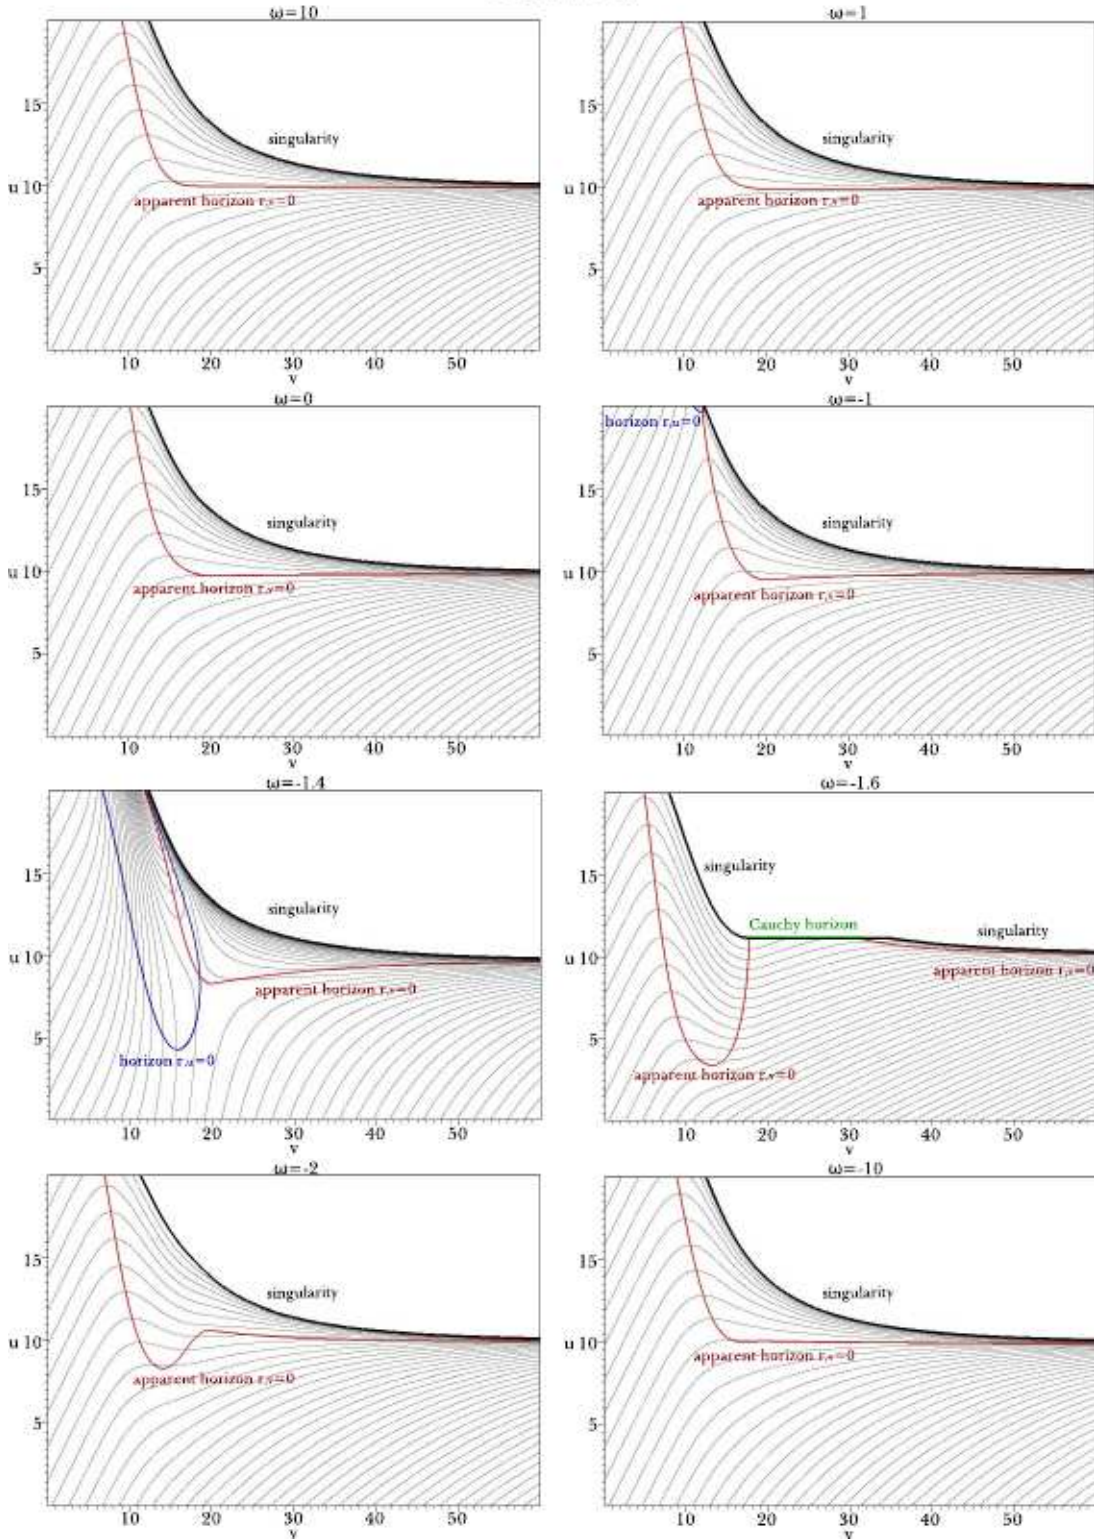 ω=10
15
singularity
u 10
apparent horizon r,v=0
5
10 20 30 40 50
v
ω=1
15
singularity
u 10
apparent horizon r,v=0
5
10 20 30 40 50
v
ω=0
15
singularity
u 10
apparent horizon r,v=0
5
10 20 30 40 50
v
ω=-1
horizon r,u=0
15
singularity
u 10
apparent horizon r,v=0
5
10 20 30 40 50
v
ω=-1.4
15
singularity
u 10
apparent horizon r,v=0
5
horizon r,u=0
10 20 30 40 50
v
ω=-1.6
15
singularity
Cauchy horizon
singularity
u 10
apparent horizon r,v=0
5
apparent horizon r,v=0
10 20 30 40 50
v
ω=-2
15
singularity
u 10
apparent horizon r,v=0
5
10 20 30 40 50
v
ω=-10
15
singularity
u 10
apparent horizon r,v=0
5
10 20 30 40 50
v